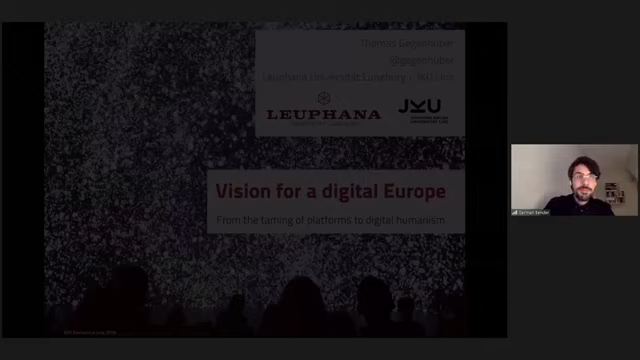 Thomas Gegenhuber
@gegenhuber
Leuphana Universität Lüneburg + JKU Linz
LEUPHANA
JKU
Vision for a digital Europe
From the taming of platforms to digital humanism